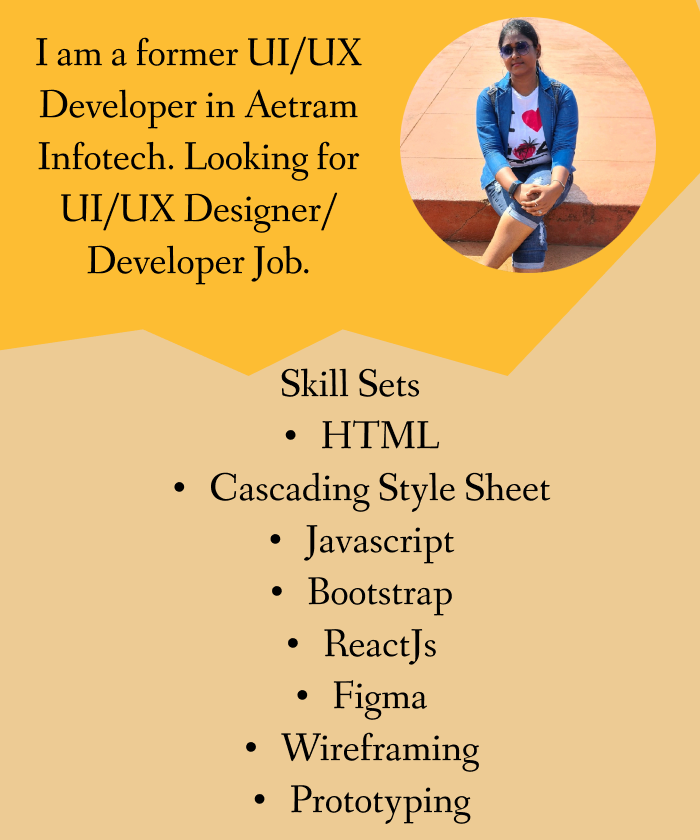 I am a former UI/UX
Developer in Aetram
Infotech. Looking for
UI/UX Designer/
Developer Job.
Skill Sets
• HTML
• Cascading Style Sheet
• Javascript
• Bootstrap
• ReactJs
• Figma
• Wireframing
• Prototyping